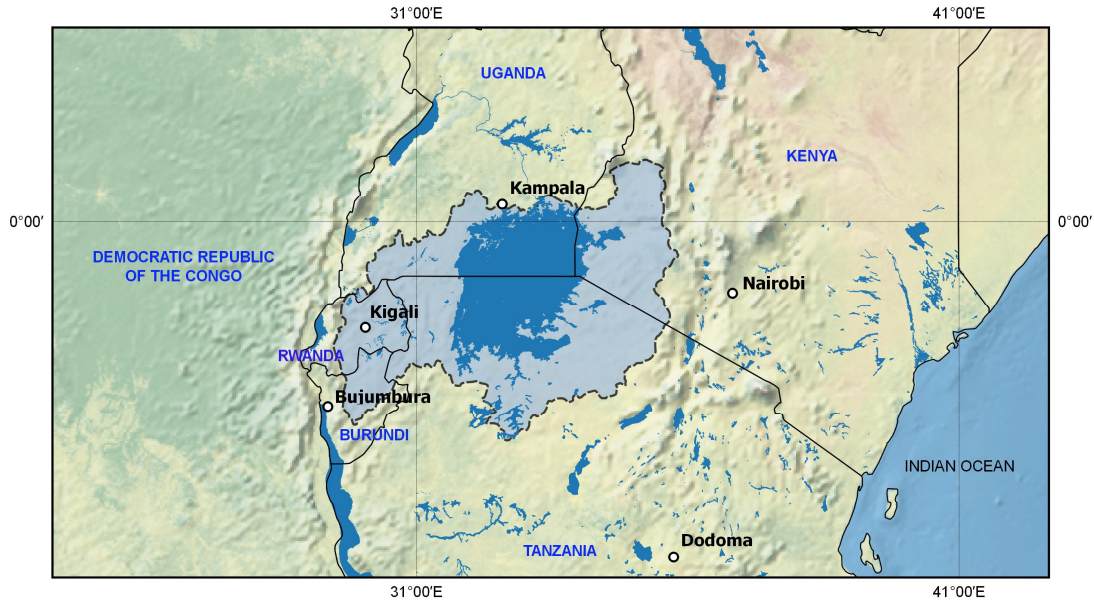 31°00′E
41°00′E
UGANDA
KENYA
Kampala
0°00′
0°00′
DEMOCRATIC REPUBLIC
OF THE CONGO
Nairobi
Kigali
RWANDA
Bujumbura
BURUNDI
INDIAN OCEAN
Dodoma
TANZANIA
31°00′E
41°00′E